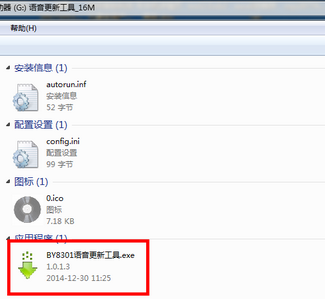 动器 (G:) 语音更新工具_16M
帮助(H)
安装信息 (1)
autorun.inf
安装信息
52 字节
配置设置 (1)
config.ini
配置设置
99 字节
图标 (1)
0.ico
图标
7.18 KB
应用程序 (1)
BY8301语音更新工具.exe
1.0.1.3
2014-12-30 11:25